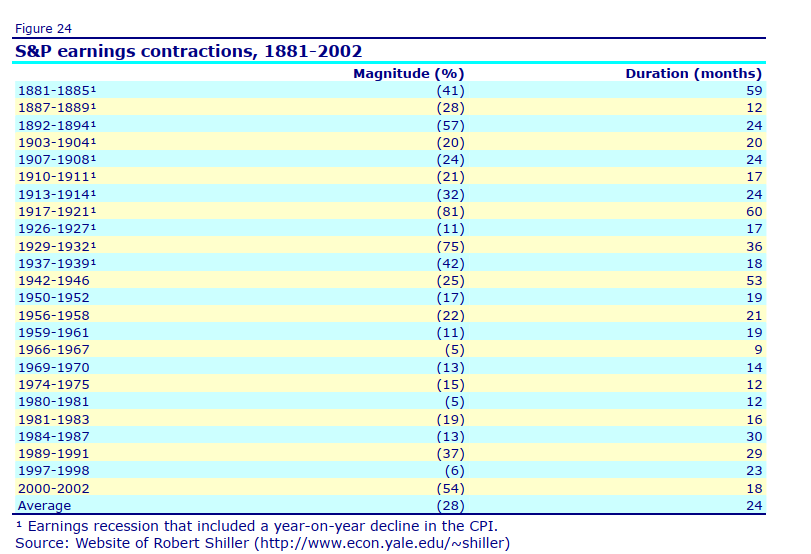 Figure 24
S&P earnings contractions, 1881-2002
Magnitude (%) Duration (months)
1881-1885¹ (41) 59
1887-1889¹ (28) 12
1892-1894¹ (57) 24
1903-1904¹ (20) 20
1907-1908¹ (24) 24
1910-1911¹ (21) 17
1913-1914¹ (32) 24
1917-1921¹ (81) 60
1926-1927¹ (11) 17
1929-1932¹ (75) 36
1937-1939¹ (42) 18
1942-1946 (25) 53
1950-1952 (17) 19
1956-1958 (22) 21
1959-1961 (11) 19
1966-1967 (5) 9
1969-1970 (13) 14
1974-1975 (15) 12
1980-1981 (5) 12
1981-1983 (19) 16
1984-1987 (13) 30
1989-1991 (37) 29
1997-1998 (6) 23
2000-2002 (54) 18
Average (28) 24
¹ Earnings recession that included a year-on-year decline in the CPI.
Source: Website of Robert Shiller (http://www.econ.yale.edu/~shiller)